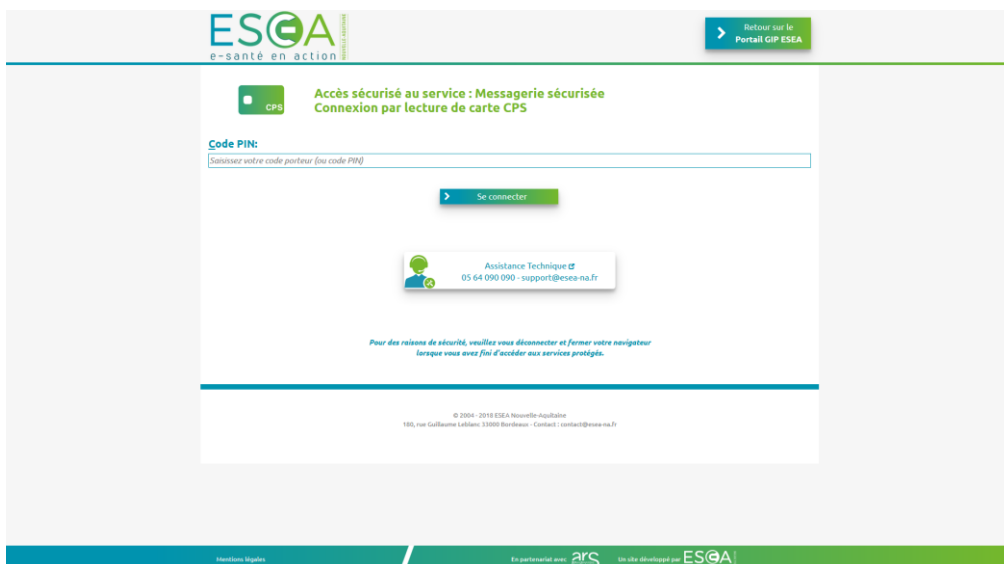 ESEA
NOUVELLE-AQUITAINE
e-santé en action
Retour sur le
Portail GIP ESEA
CPS
Accès sécurisé au service : Messagerie sécurisée
Connexion par lecture de carte CPS
Code PIN:
Saisissez votre code porteur (ou code PIN)
Se connecter
Assistance Technique
05 64 090 090 - support@esea-na.fr
Pour des raisons de sécurité, veuillez vous déconnecter et fermer votre navigateur
lorsque vous avez fini d'accéder aux services protégés.
© 2004 - 2018 ESEA Nouvelle-Aquitaine
180, rue Guillaume Leblanc 33000 Bordeaux - Contact : contact@esea-na.fr
Mentions légales
En partenariat avec ars
Un site développé par ESEA